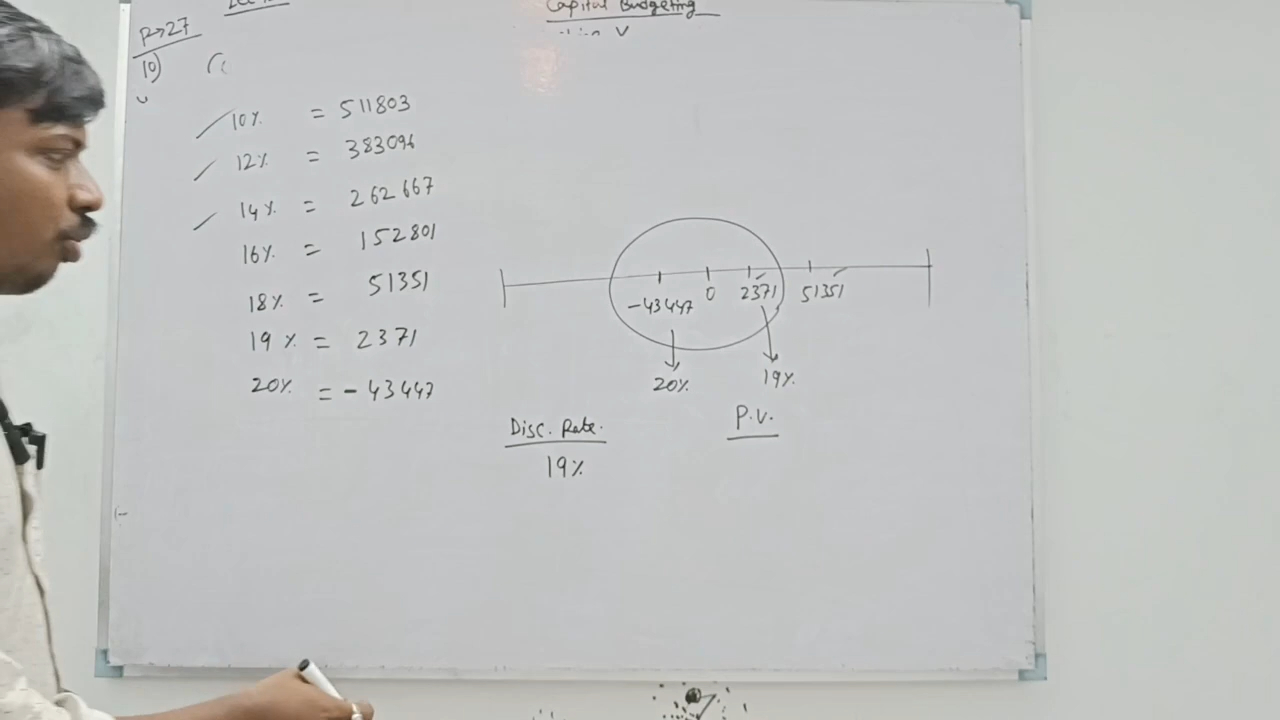 Capital Budgeting
P→27
10)
10% = 511803
12% = 383096
14% = 262667
16% = 152801
18% = 51351
19% = 2371
20% = - 43447
-43447 0 2371 51351
20% 19%
Disc. Rate. P.V.
19%